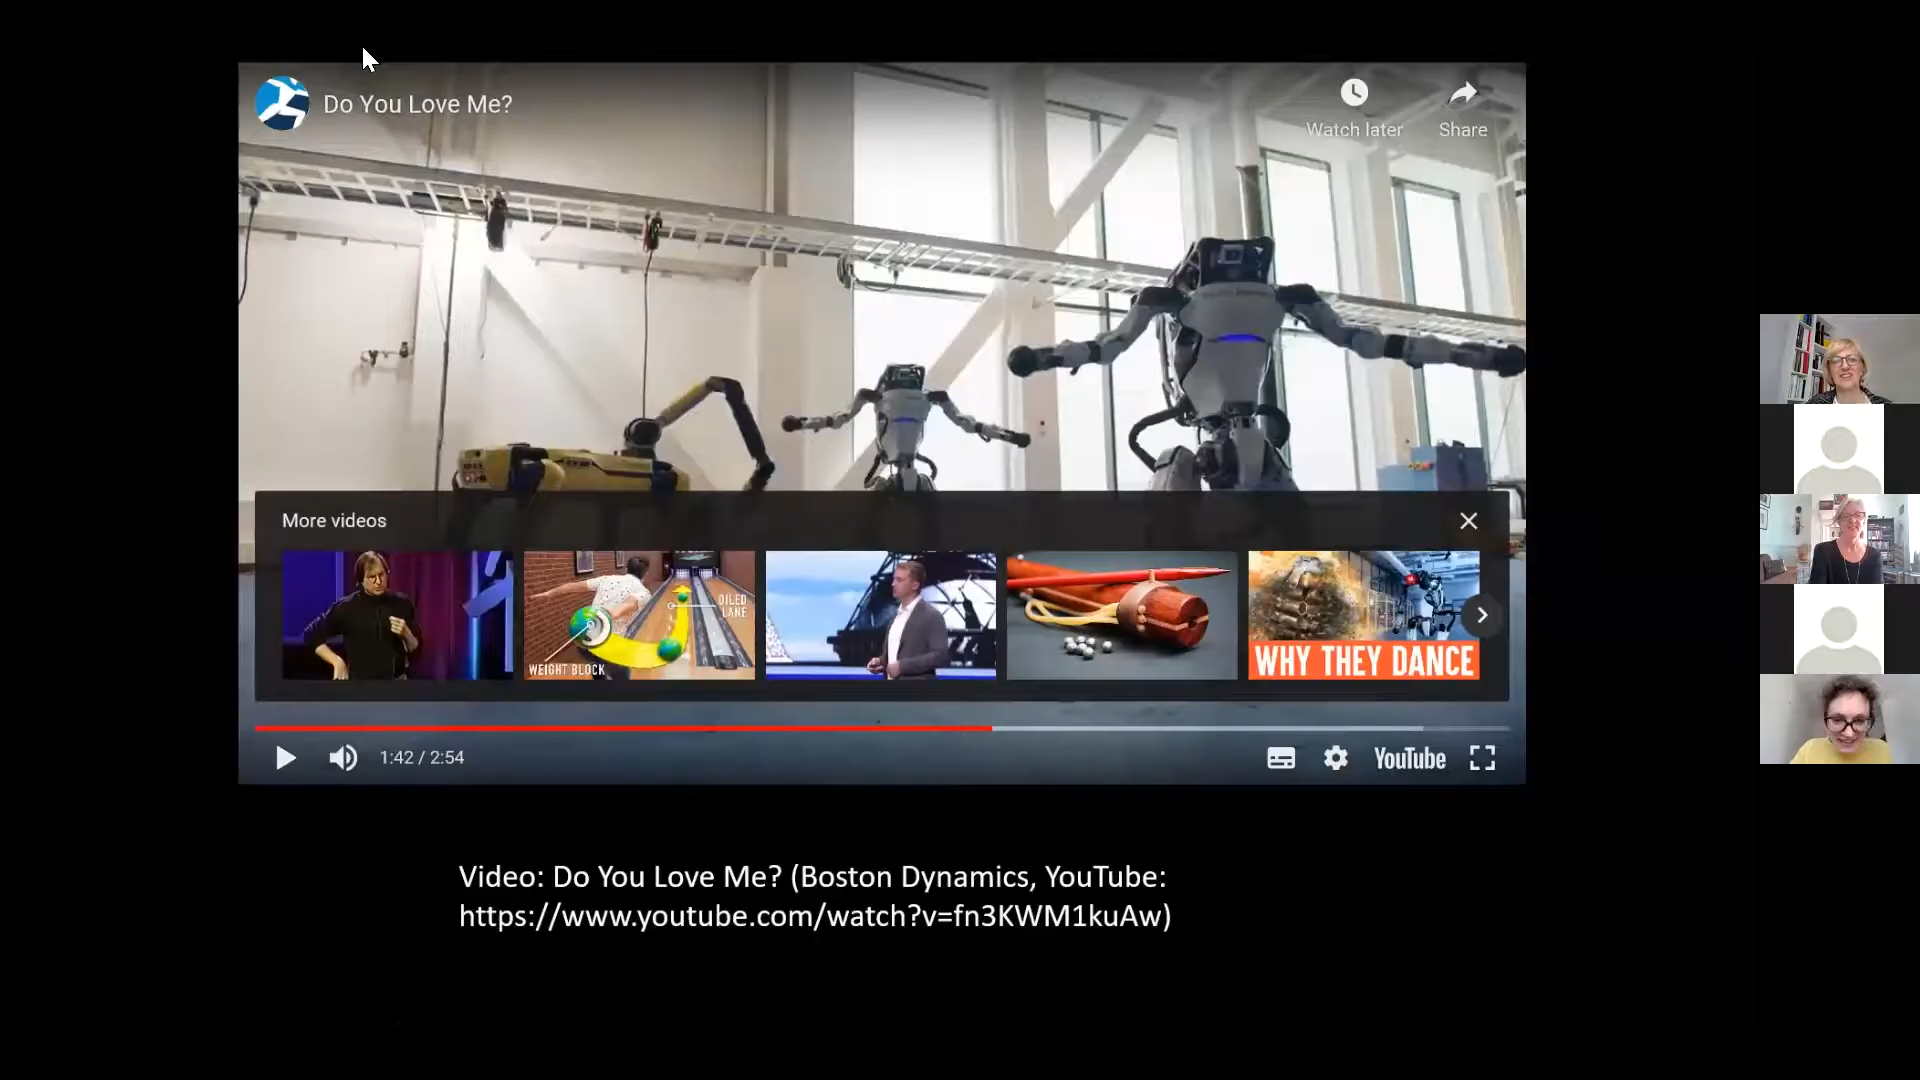 Do You Love Me?
Watch later
Share
More videos
OILED
LANE
WEIGHT BLOCK
WHY THEY DANCE
1:42 / 2:54
YouTube
Video: Do You Love Me? (Boston Dynamics, YouTube:
https://www.youtube.com/watch?v=fn3KWM1kuAw)